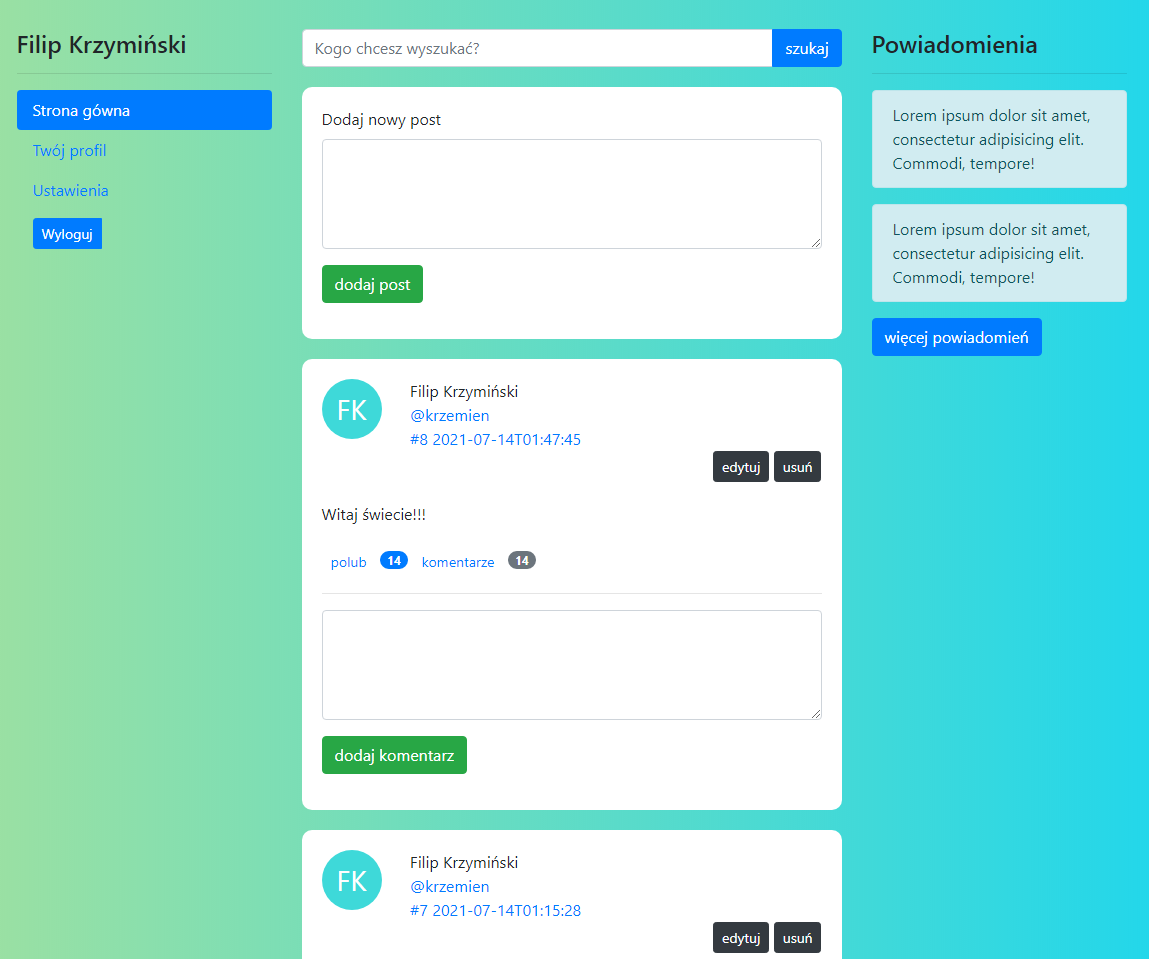 Filip Krzymiński
Strona gówna
Twój profil
Ustawienia
Wyloguj
Kogo chcesz wyszukać?
szukaj
Dodaj nowy post
dodaj post
FK
Filip Krzymiński
@krzemien
#8 2021-07-14T01:47:45
edytuj usuń
Witaj świecie!!!
polub 14 komentarze 14
dodaj komentarz
FK
Filip Krzymiński
@krzemien
#7 2021-07-14T01:15:28
edytuj usuń
Powiadomienia
Lorem ipsum dolor sit amet,
consectetur adipisicing elit.
Commodi, tempore!
Lorem ipsum dolor sit amet,
consectetur adipisicing elit.
Commodi, tempore!
więcej powiadomień